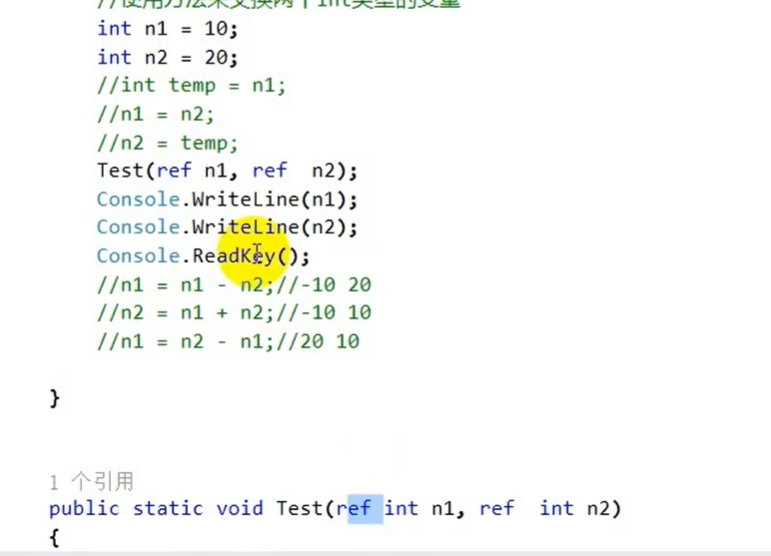 //使用方法来交换两个int类型的变量
int n1 = 10;
int n2 = 20;
//int temp = n1;
//n1 = n2;
//n2 = temp;
Test(ref n1, ref  n2);
Console.WriteLine(n1);
Console.WriteLine(n2);
Console.ReadKey();
//n1 = n1 - n2;//-10 20
//n2 = n1 + n2;//-10 10
//n1 = n2 - n1;//20 10
}
1 个引用
public static void Test(ref int n1, ref  int n2)
{